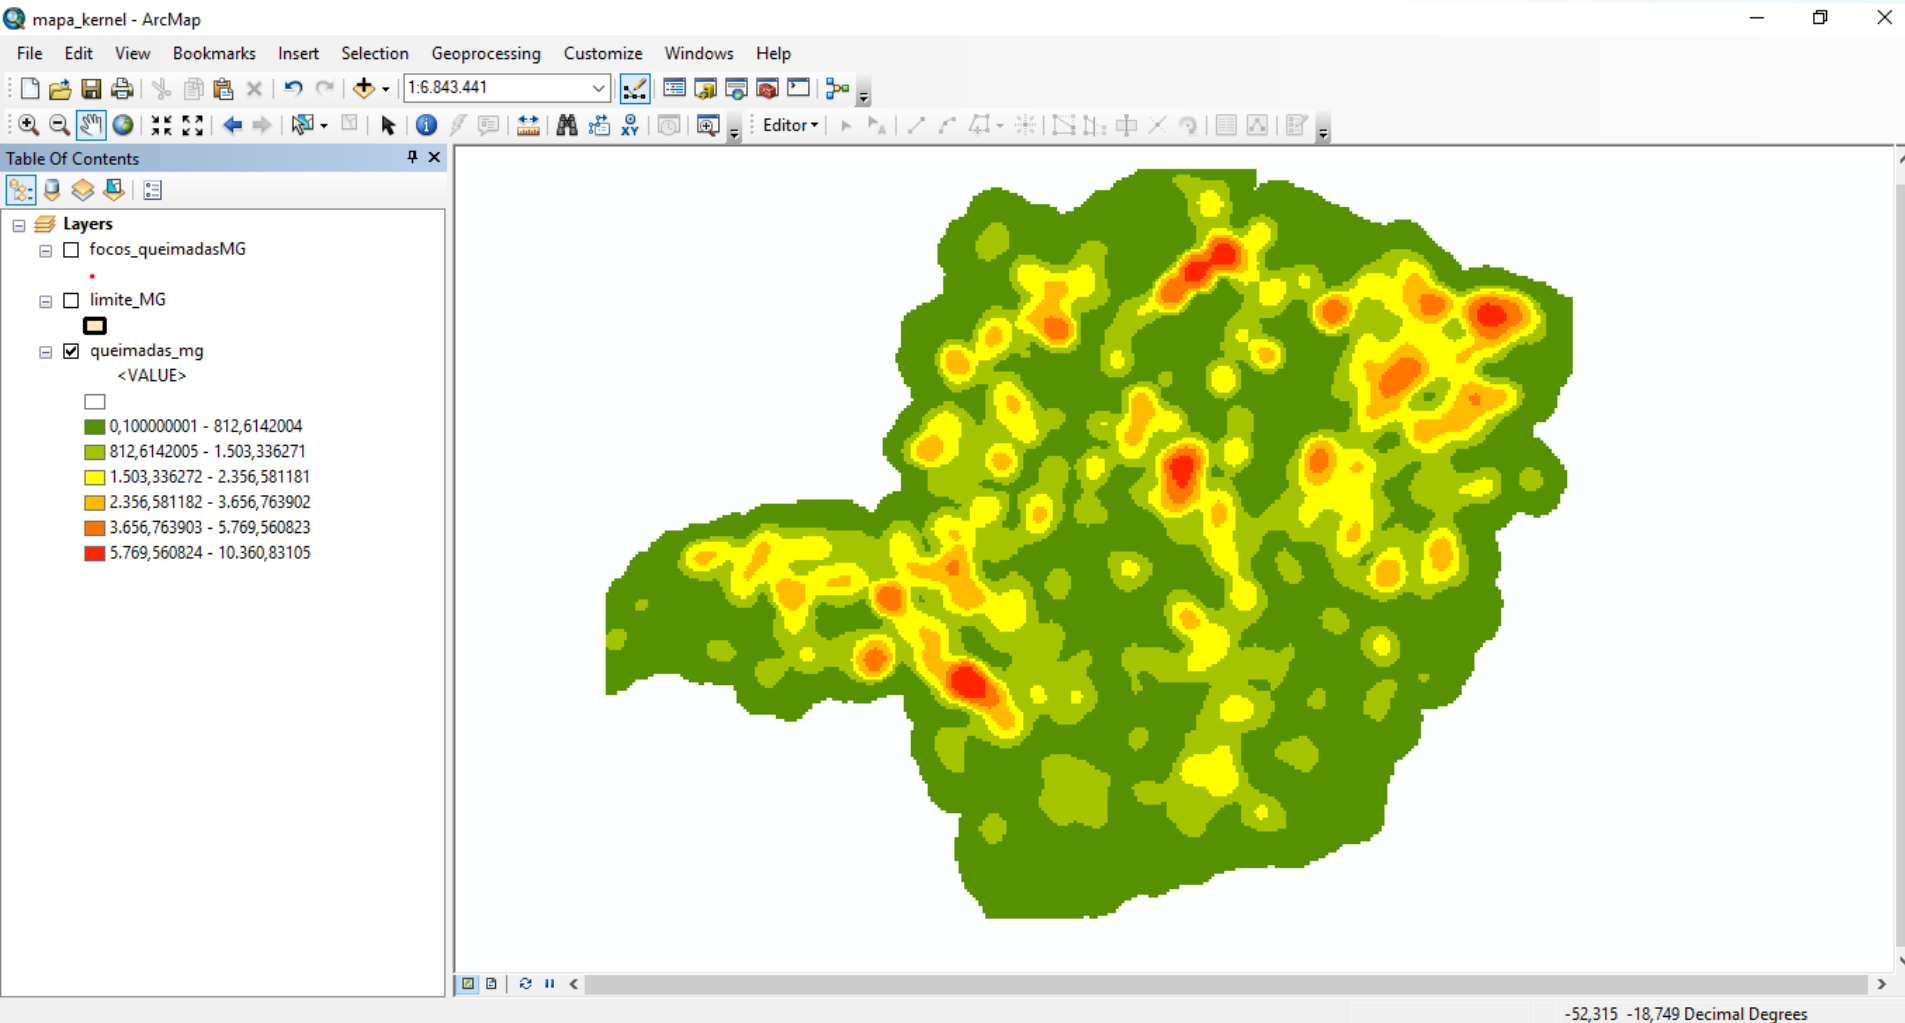 mapa_kernel - ArcMap
File Edit View Bookmarks Insert Selection Geoprocessing Customize Windows Help
1:6.843.441
Editor
Table Of Contents
Layers
focos_queimadasMG
limite_MG
queimadas_mg
<VALUE>
0,100000001 - 812,6142004
812,6142005 - 1.503,336271
1.503,336272 - 2.356,581181
2.356,581182 - 3.656,763902
3.656,763903 - 5.769,560823
5.769,560824 - 10.360,83105
-52,315 -18,749 Decimal Degrees